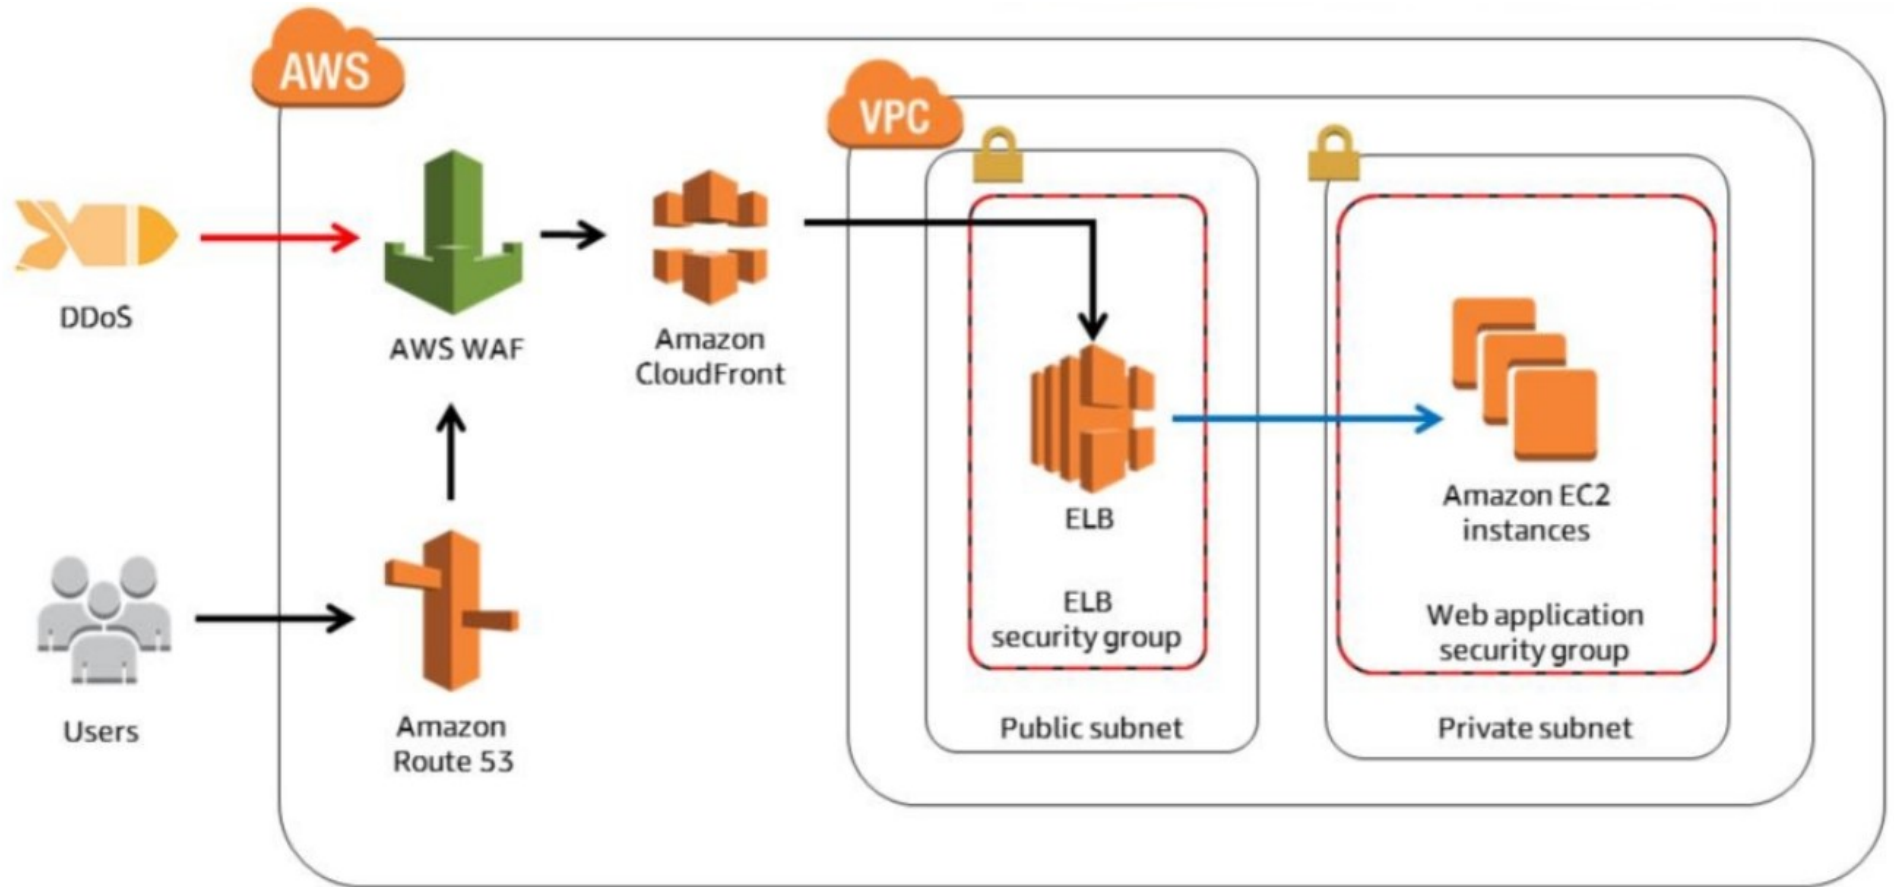 AWS
VPC
DDoS
AWS WAF
Amazon
CloudFront
ELB
Amazon EC2
instances
ELB
security group
Web application
security group
Users
Amazon
Route 53
Public subnet
Private subnet